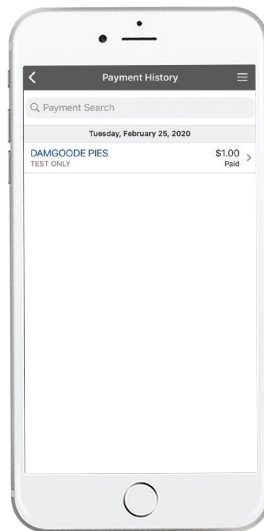 Payment History
Payment Search
Tuesday, February 25, 2020
DAMGOODE PIES $1.00
TEST ONLY Paid